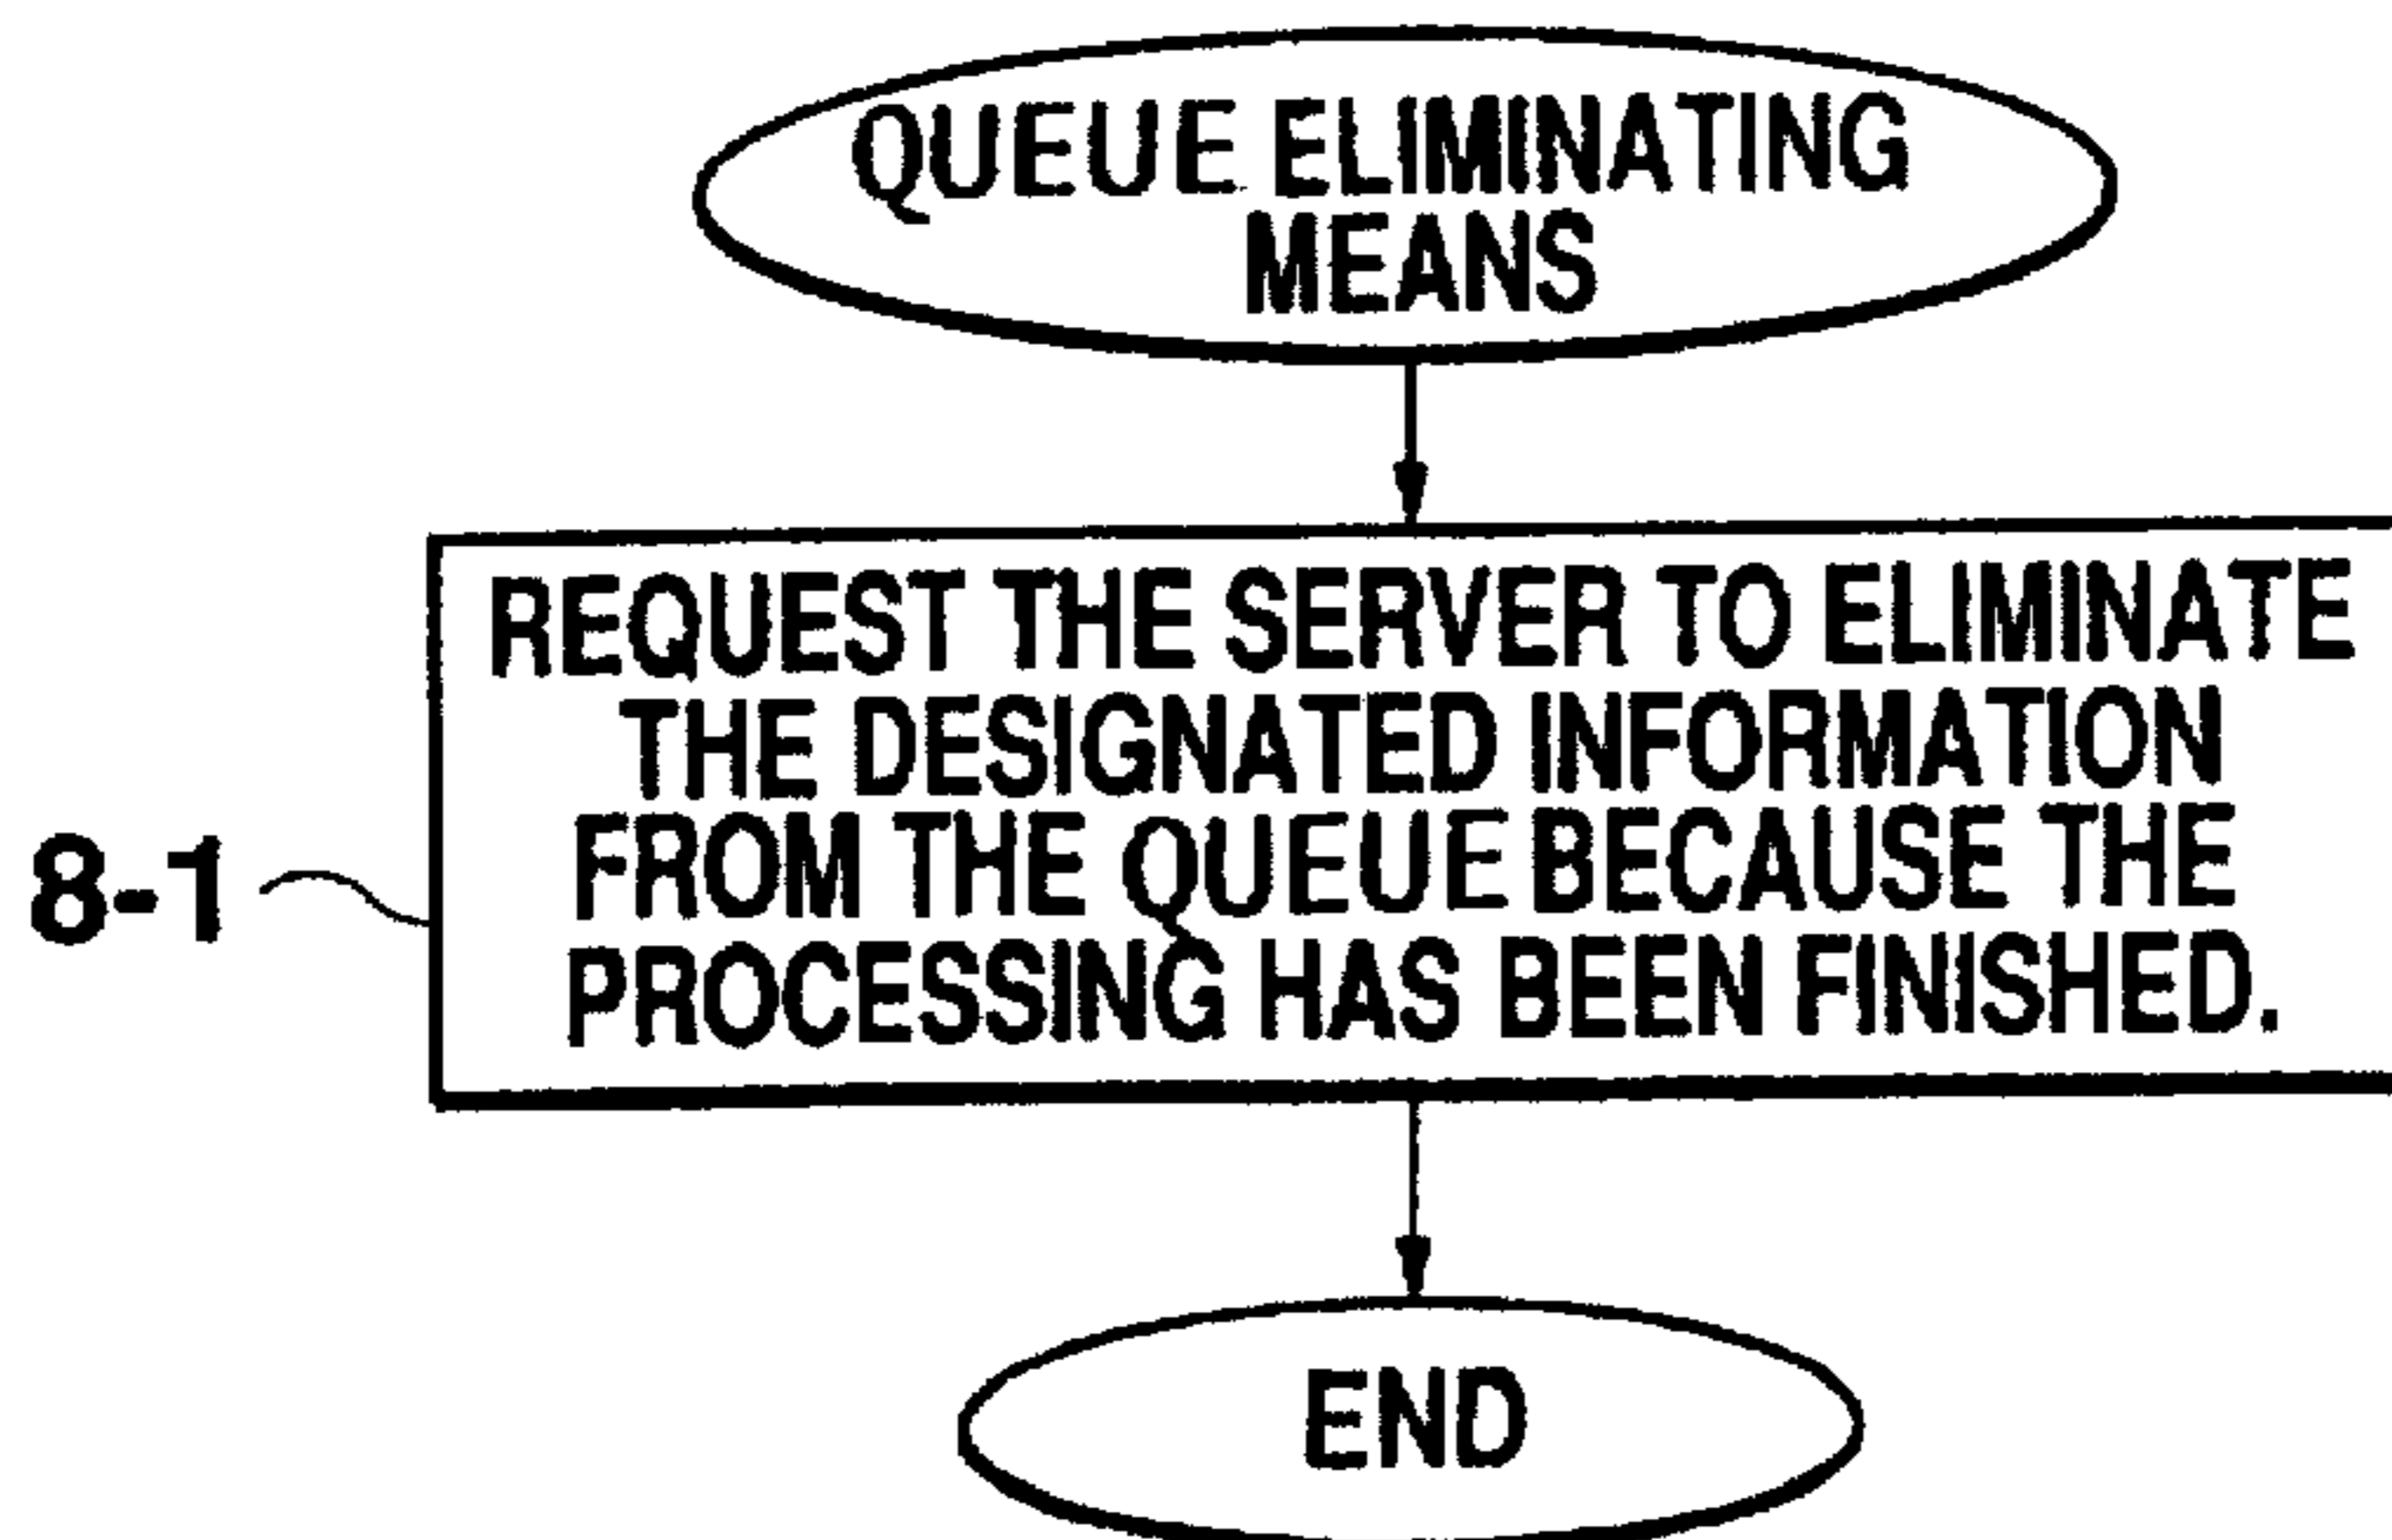 QUEUE ELIMINATING
MEANS
REQUEST THE SERVER TO ELIMINATE
THE DESIGNATED INFORMATION
FROM THE QUEUE BECAUSE THE
PROCESSING HAS BEEN FINISHED.
8-1
END